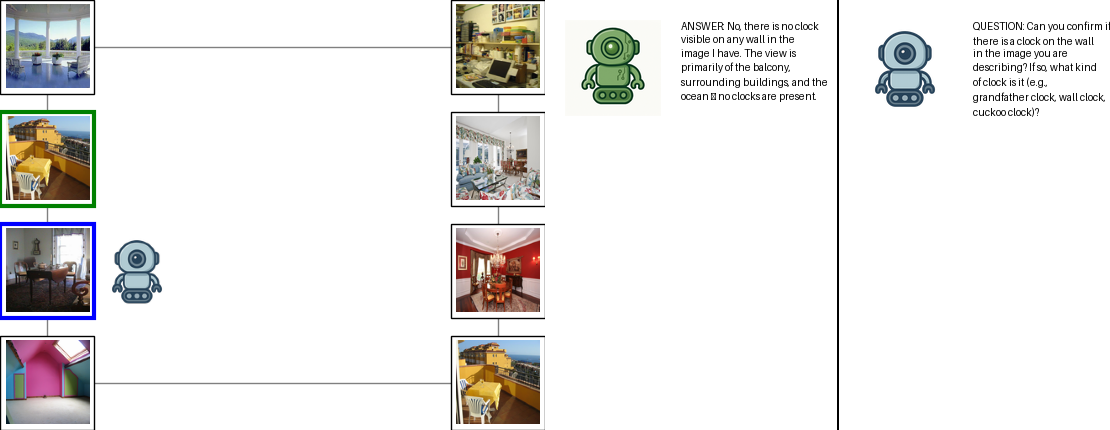 ANSWER: No, there is no clock
visible on any wall in the
image I have. The view is
primarily of the balcony,
surrounding buildings, and the
ocean no clocks are present.
QUESTION: Can you confirm if
there is a clock on the wall
in the image you are
describing? If so, what kind
of clock is it (e.g.,
grandfather clock, wall clock,
cuckoo clock)?